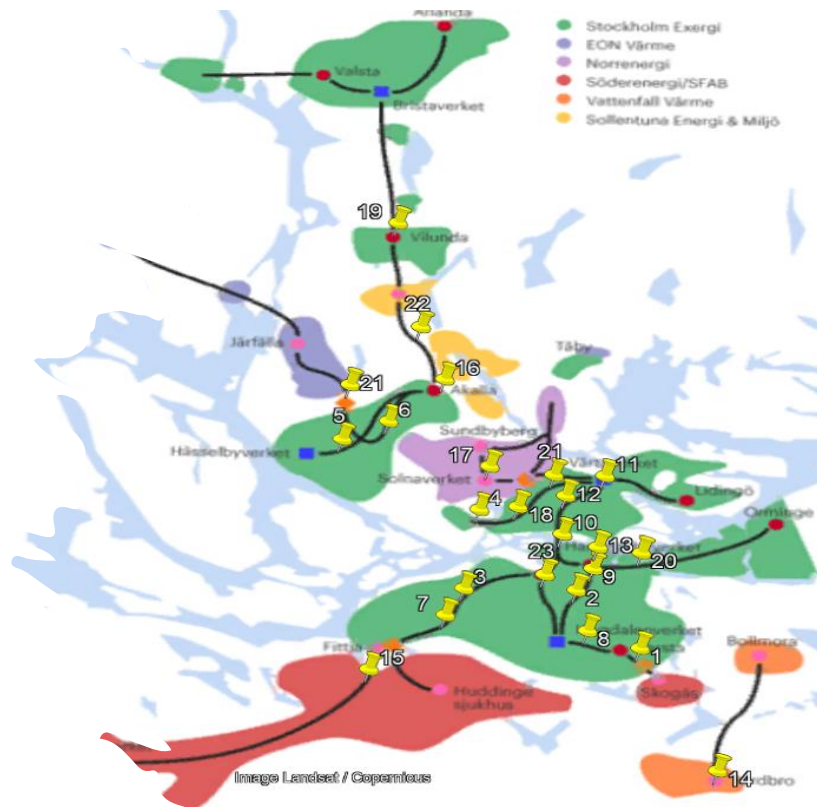 Arlanda
Stockholm Exergi
EON Värme
Norrenergi
Söderenergi/SFAB
Vattenfall Värme
Sollentuna Energi & Miljö
Valsta
Bristaverket
19
Vilunda
22
Järfälla
Täby
16
Akalla
21
5
6
Sundbyberg
Hässelbyverket
17
21
11
Solnaverket
Lidingö
4
12
18
Orminge
10
13
23
20
3
9
2
7
8
1
Fittja
15
Bollmora
Skogås
Huddinge
sjukhus
14
Image Landsat / Copernicus